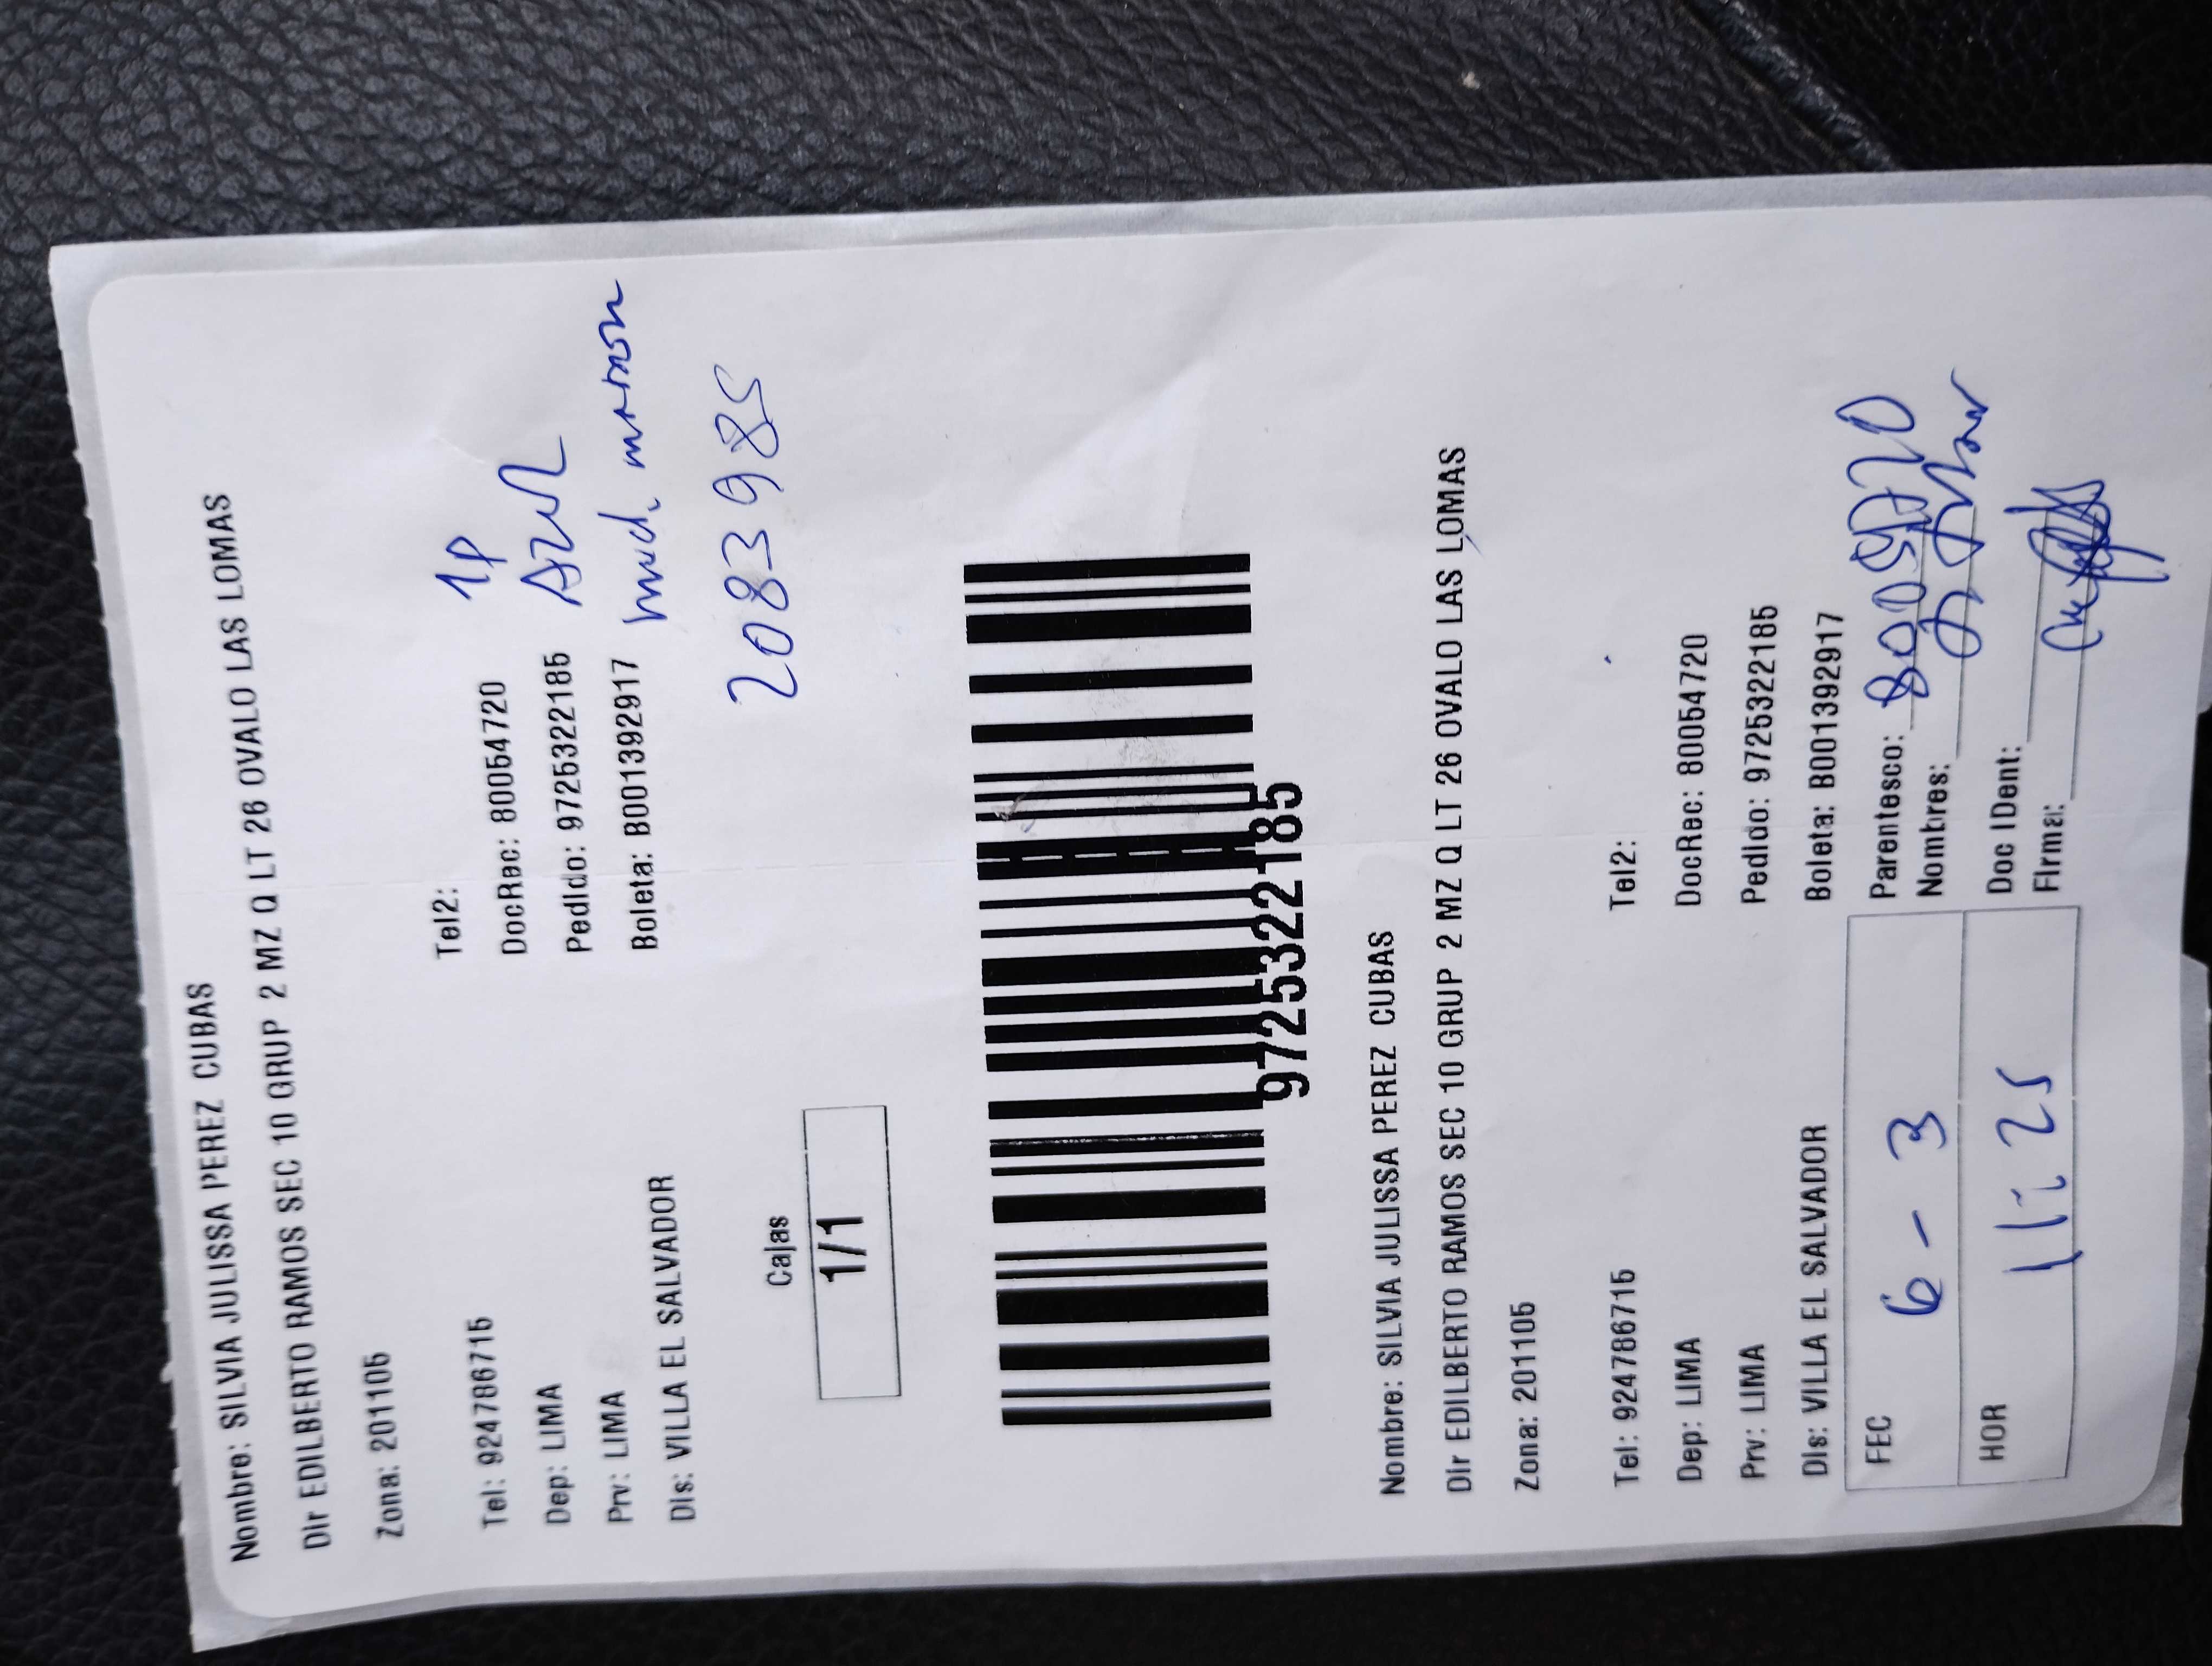 Nombre: SILVIA JULISSA PEREZ CUBAS
Dir EDILBERTO RAMOS SEC 10 GRUP 2 MZ Q LT 26 OVALO LAS LOMAS
Zona: 201105
Tel: 924786715
Tel2:
1P
Dep: LIMA
DocRec: 80054720
Azul
Prv: LIMA
Pedido: 9725322185
Dis: VILLA EL SALVADOR
Boleta: B001392917
marron
20839985
Cajas
1/1
9725322185
Nombre: SILVIA JULISSA PEREZ CUBAS
Dir EDILBERTO RAMOS SEC 10 GRUP 2 MZ Q LT 26 OVALO LAS LOMAS
Zona: 201105
Tel: 924786715
Tel2:
Dep: LIMA
DocRec: 80054720
Prv: LIMA
Pedido: 9725322185
Dis: VILLA EL SALVADOR
Boleta: B001392917
FEC 6 - 3
Parentesco: 80054720
Nombres:
HOR 11:25
Doc IDent:
Firma: